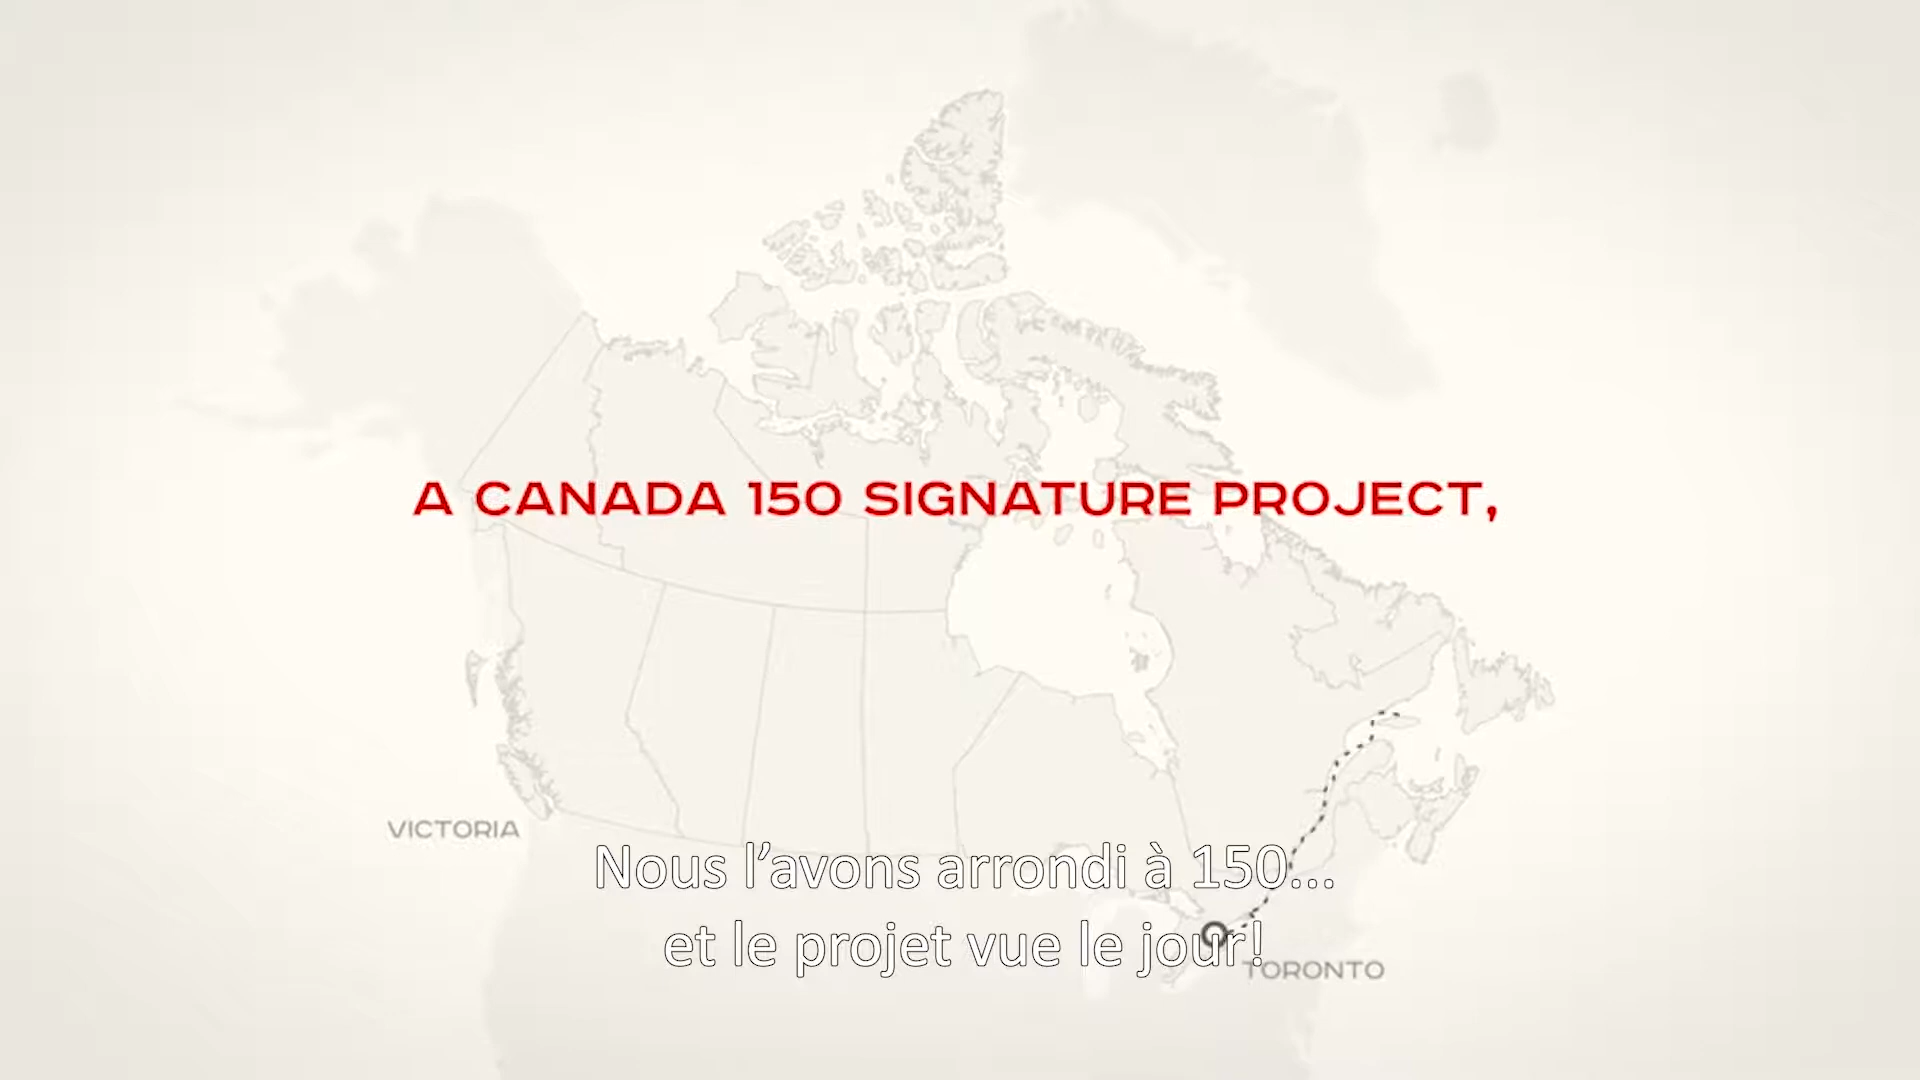 A CANADA 150 SIGNATURE PROJECT,
VICTORIA
Nous l’avons arrondi à 150...
et le projet vue le jour!
TORONTO